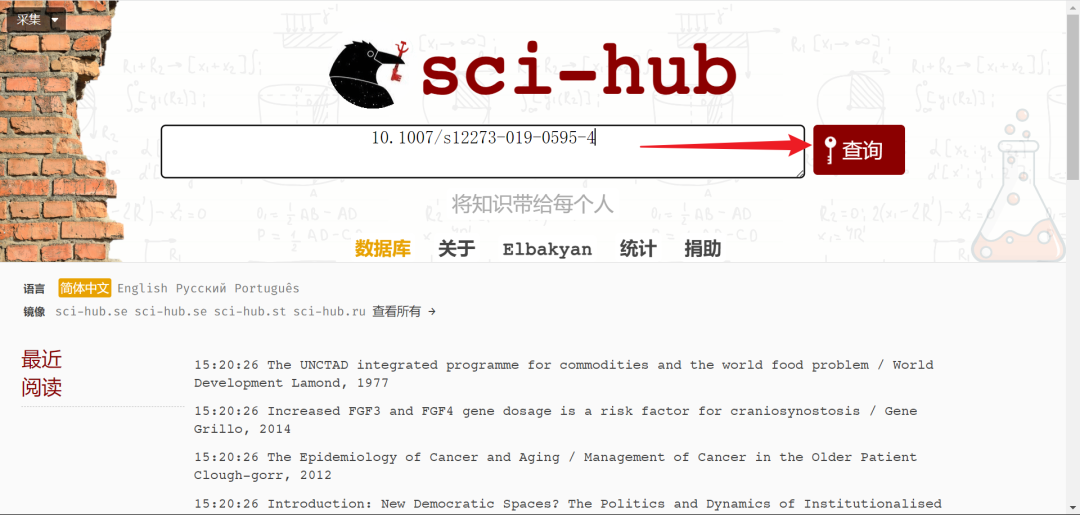 采集
sci-hub
10.1007/s12273-019-0595-4
查询
将知识带给每个人
数据库 关于 Elbakyan 统计 捐助
语言 简体中文 English Русский Português
镜像 sci-hub.se sci-hub.se sci-hub.st sci-hub.ru 查看所有 →
最近
阅读
15:20:26 The UNCTAD integrated programme for commodities and the world food problem / World
Development Lamond, 1977
15:20:26 Increased FGF3 and FGF4 gene dosage is a risk factor for craniosynostosis / Gene
Grillo, 2014
15:20:26 The Epidemiology of Cancer and Aging / Management of Cancer in the Older Patient
Clough-gorr, 2012
15:20:26 Introduction: New Democratic Spaces? The Politics and Dynamics of Institutionalised